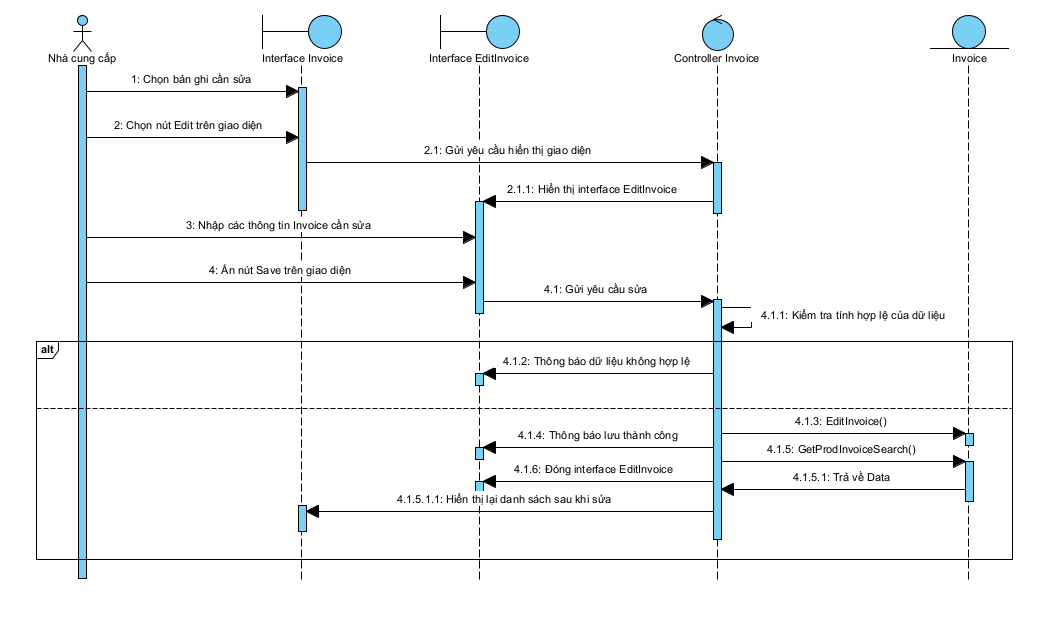 Nhà cung cấp
Interface Invoice
Interface EditInvoice
Controller Invoice
Invoice
1: Chọn bản ghi cần sửa
2: Chọn nút Edit trên giao diện
2.1: Gửi yêu cầu hiển thị giao diện
2.1.1: Hiển thị interface EditInvoice
3: Nhập các thông tin Invoice cần sửa
4: Ấn nút Save trên giao diện
4.1: Gửi yêu cầu sửa
4.1.1: Kiểm tra tính hợp lệ của dữ liệu
alt
4.1.2: Thông báo dữ liệu không hợp lệ
4.1.3: EditInvoice()
4.1.4: Thông báo lưu thành công
4.1.5: GetProdInvoiceSearch()
4.1.6: Đóng interface EditInvoice
4.1.5.1: Trả về Data
4.1.5.1.1: Hiển thị lại danh sách sau khi sửa